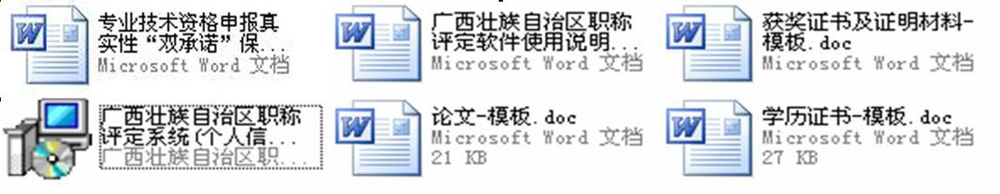 专业技术资格申报真
实性“双承诺”保...
Microsoft Word 文档
广西壮族自治区职称
评定软件使用说明...
Microsoft Word 文档
获奖证书及证明材料-
模板.doc
Microsoft Word 文档
广西壮族自治区职称
评定系统(个人信...
广西壮族自治区职...
论文-模板.doc
Microsoft Word 文档
21 KB
学历证书-模板.doc
Microsoft Word 文档
27 KB